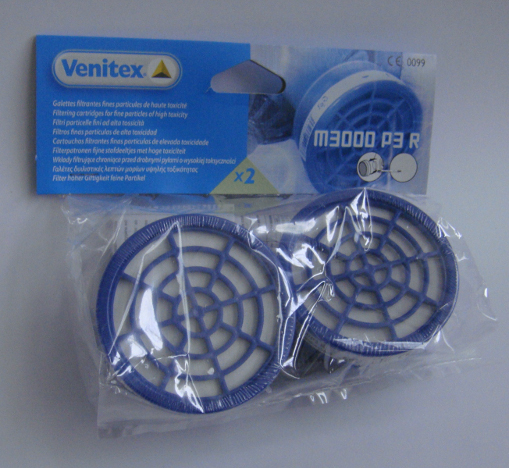 Venitex
CE 0099
Galettes filtrantes fines particules de haute toxicité
Filtering cartridges for fine particles of high toxicity
Filtri particelle fini ad alta tossicità
Filtros finos partículas de alta toxicidad
Cartouchos filtrantes finas partículas de elevada toxicidade
Filterpatronen fijne stofdeeltjes met hoge toxiciteit
Wkłady filtrujące chroniące przed drobnymi pyłami o wysokiej toksyczności
Filter hoher Giftigkeit feine Partikel
M3000 P3 R
x2